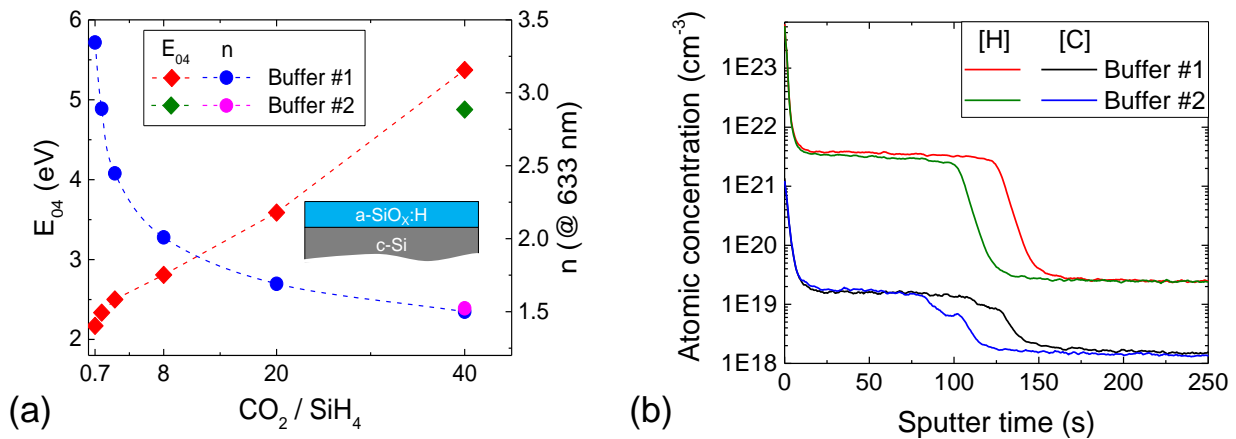 6
5
4
3
2
E₀₄ (eV)
E₀₄ n
Buffer #1
Buffer #2
a-SiOₓ:H
c-Si
3.5
3.0
2.5
2.0
1.5
n (@ 633 nm)
0.7 8 20 40
CO₂ / SiH₄
(a)
1E23
1E22
1E21
1E20
1E19
1E18
Atomic concentration (cm⁻³)
[H] [C]
Buffer #1
Buffer #2
0 50 100 150 200 250
Sputter time (s)
(b)